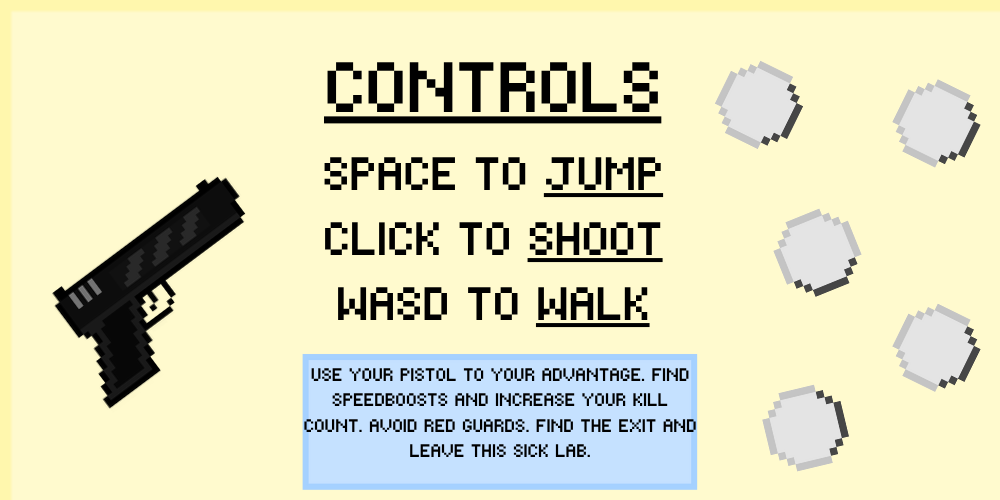 CONTROLS
SPACE TO JUMP
CLICK TO SHOOT
WASD TO WALK
USE YOUR PISTOL TO YOUR ADVANTAGE. FIND
SPEEDBOOSTS AND INCREASE YOUR KILL
COUNT. AVOID RED GUARDS. FIND THE EXIT AND
LEAVE THIS SICK LAB.